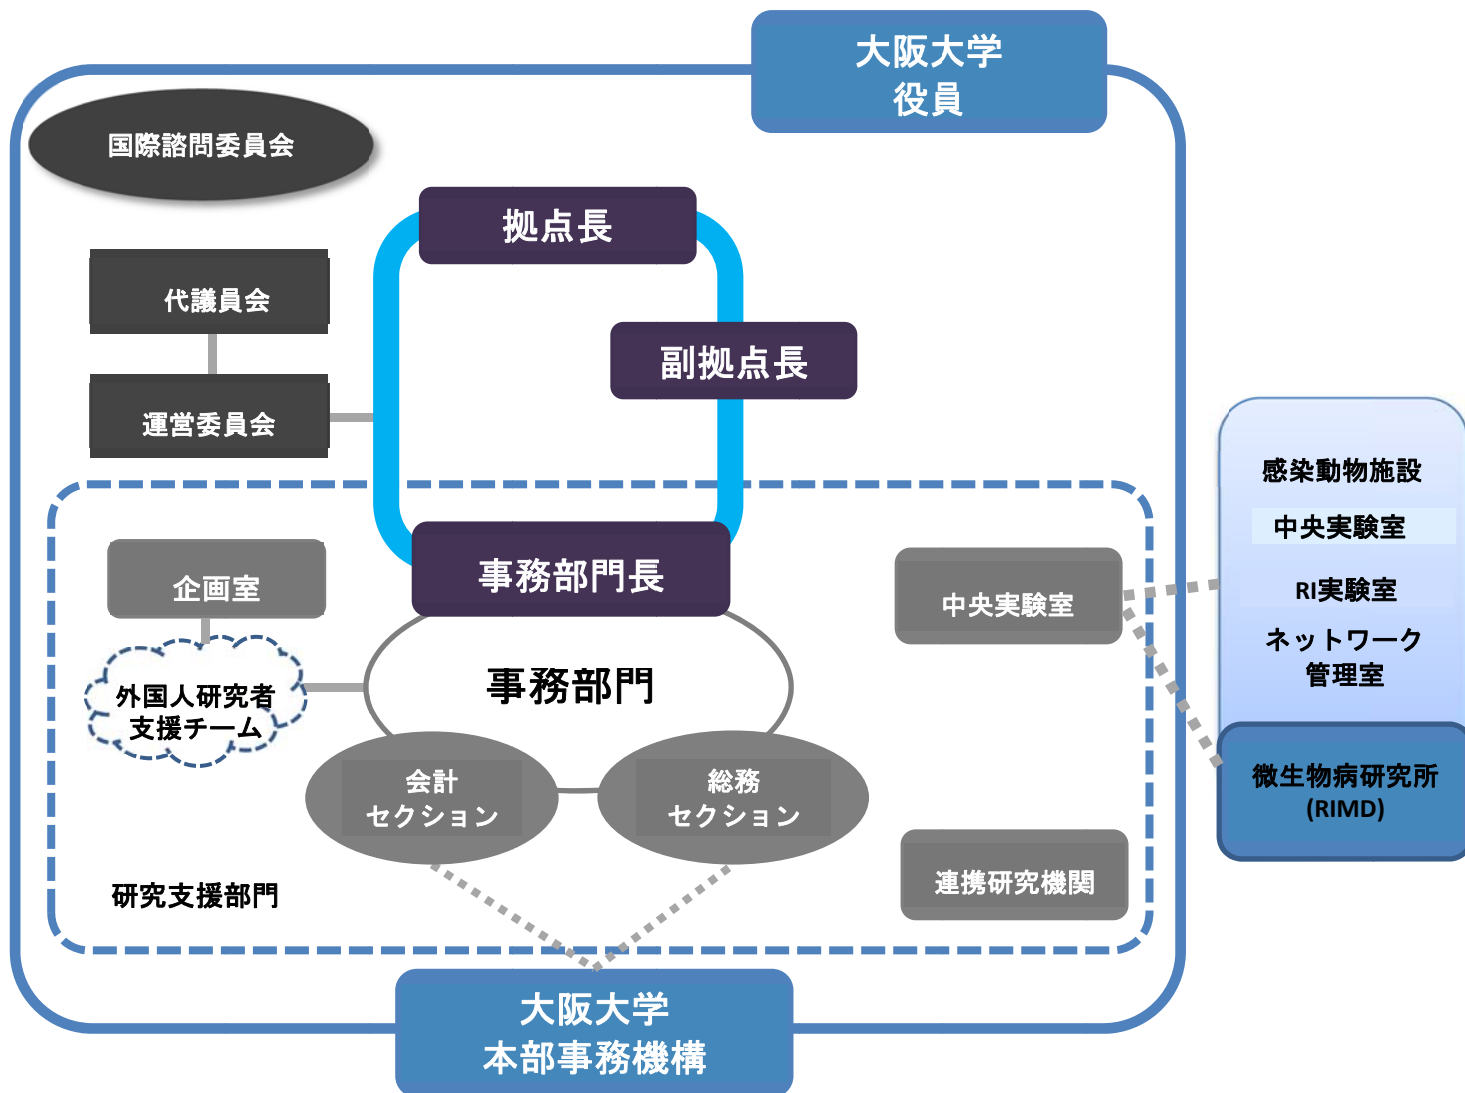 大阪大学
役員
国際諮問委員会
拠点長
代議員会
副拠点長
運営委員会
感染動物施設
中央実験室
RI実験室
ネットワーク
管理室
微生物病研究所
(RIMD)
事務部門長
企画室
中央実験室
事務部門
外国人研究者
支援チーム
会計
セクション
総務
セクション
連携研究機関
研究支援部門
大阪大学
本部事務機構